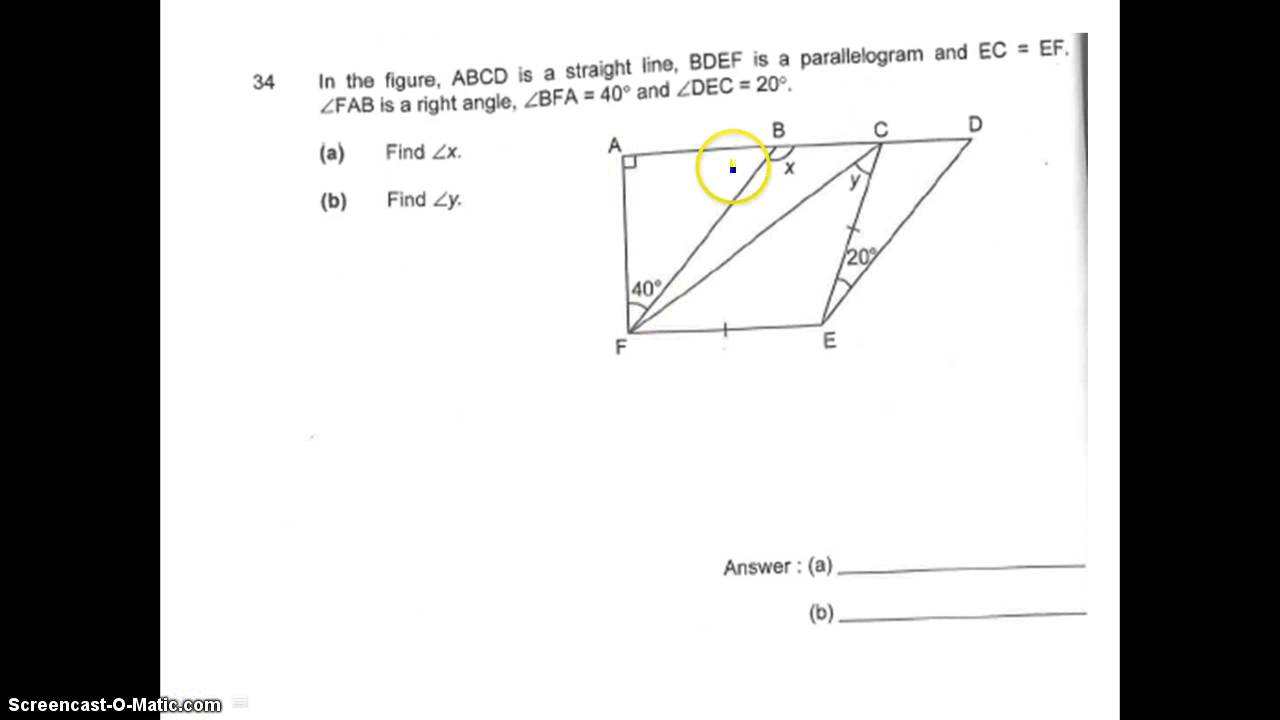 34 In the figure, ABCD is a straight line, BDEF is a parallelogram and EC = EF.
∠FAB is a right angle, ∠BFA = 40° and ∠DEC = 20°.
(a) Find ∠x.
(b) Find ∠y.
A
B
C
D
x
y
20°
40°
F
E
Answer : (a)
(b)
Screencast-O-Matic.com